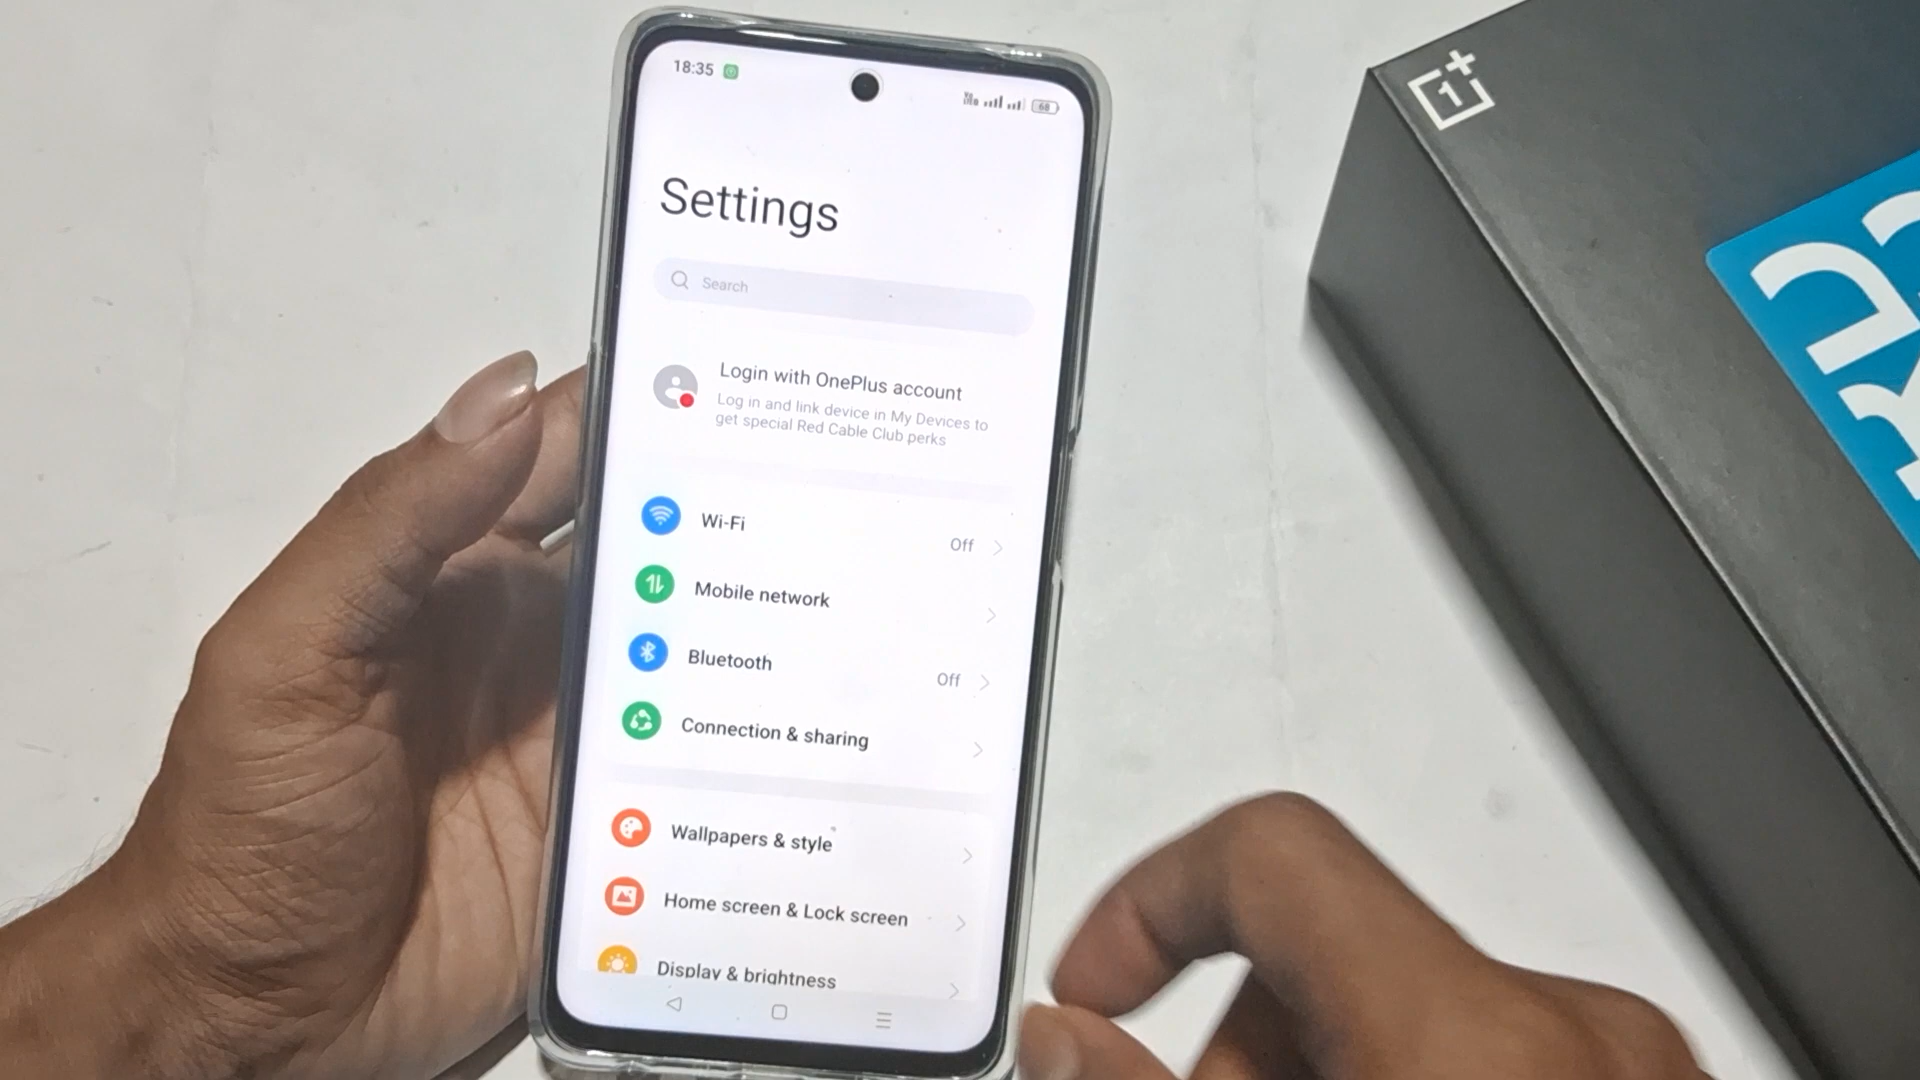 18:35
68
Settings
Search
Login with OnePlus account
Log in and link device in My Devices to
get special Red Cable Club perks
Wi-Fi
Off
Mobile network
Bluetooth
Off
Connection & sharing
Wallpapers & style
Home screen & Lock screen
Display & brightness
1+